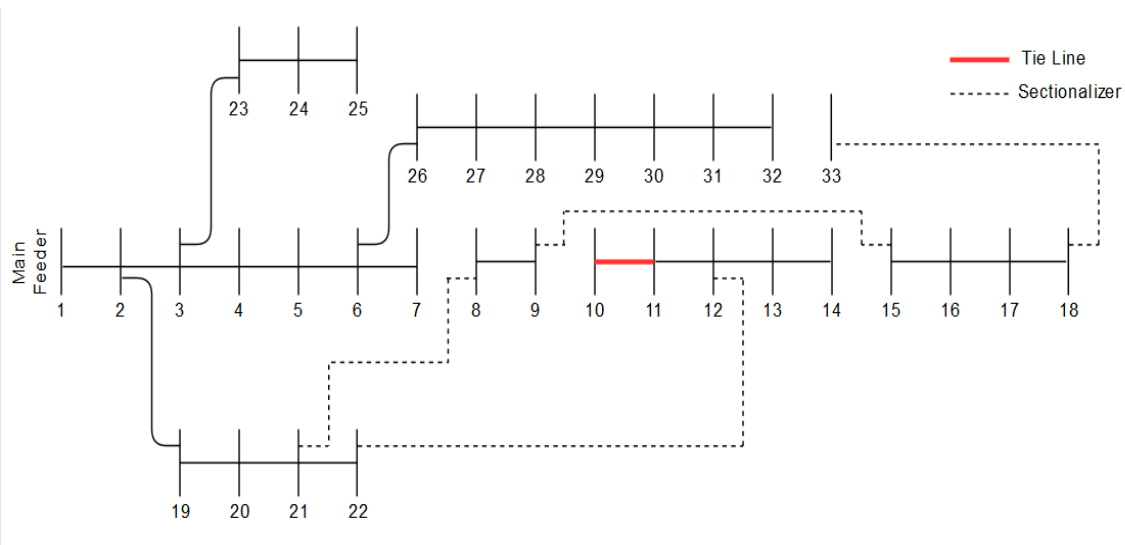 23 24 25
Tie Line
Sectionalizer
26 27 28 29 30 31 32 33
Main
Feeder
1 2 3 4 5 6 7 8 9 10 11 12 13 14 15 16 17 18
19 20 21 22